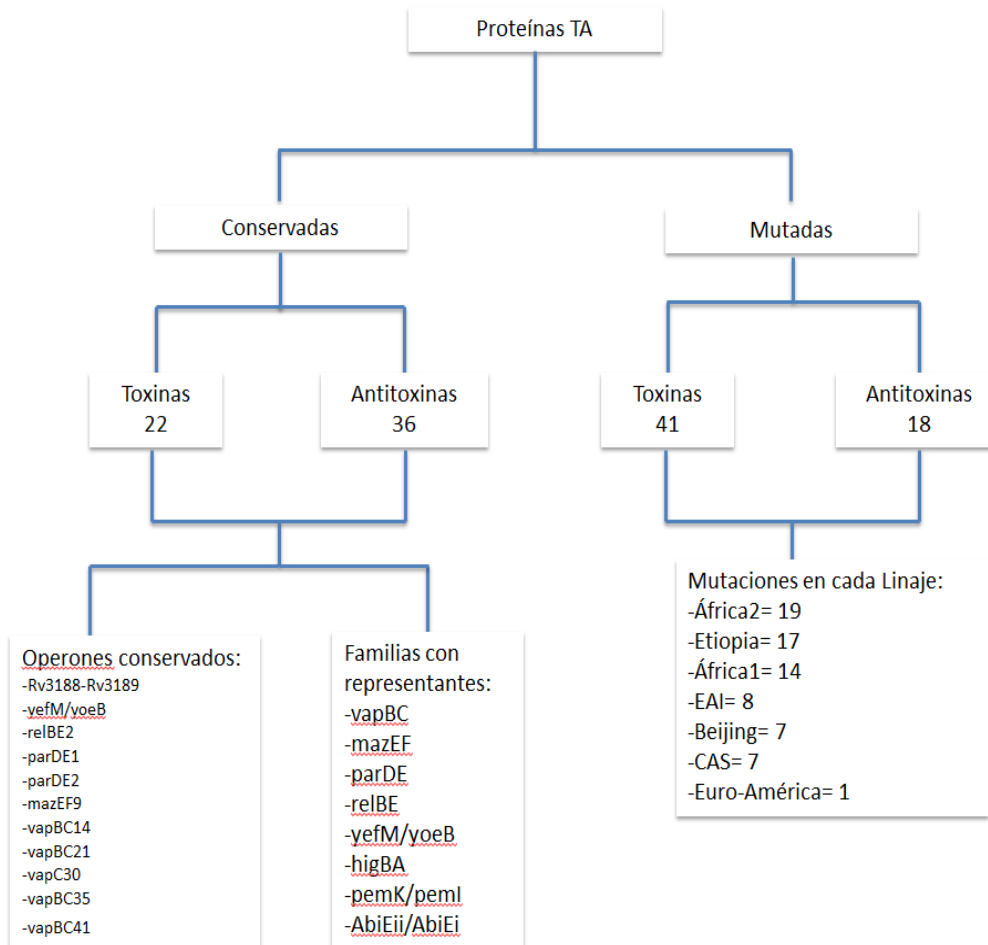 Proteínas TA
Conservadas
Mutadas
Toxinas
22
Antitoxinas
36
Toxinas
41
Antitoxinas
18
Operones conservados:
-Rv3188-Rv3189
-yefM/yoeB
-relBE2
-parDE1
-parDE2
-mazEF9
-vapBC14
-vapBC21
-vapC30
-vapBC35
-vapBC41
Familias con
representantes:
-vapBC
-mazEF
-parDE
-relBE
-yefM/yoeB
-higBA
-pemK/pemI
-AbiEii/AbiEi
Mutaciones en cada Linaje:
-África2= 19
-Etiopia= 17
-África1= 14
-EAI= 8
-Beijing= 7
-CAS= 7
-Euro-América= 1